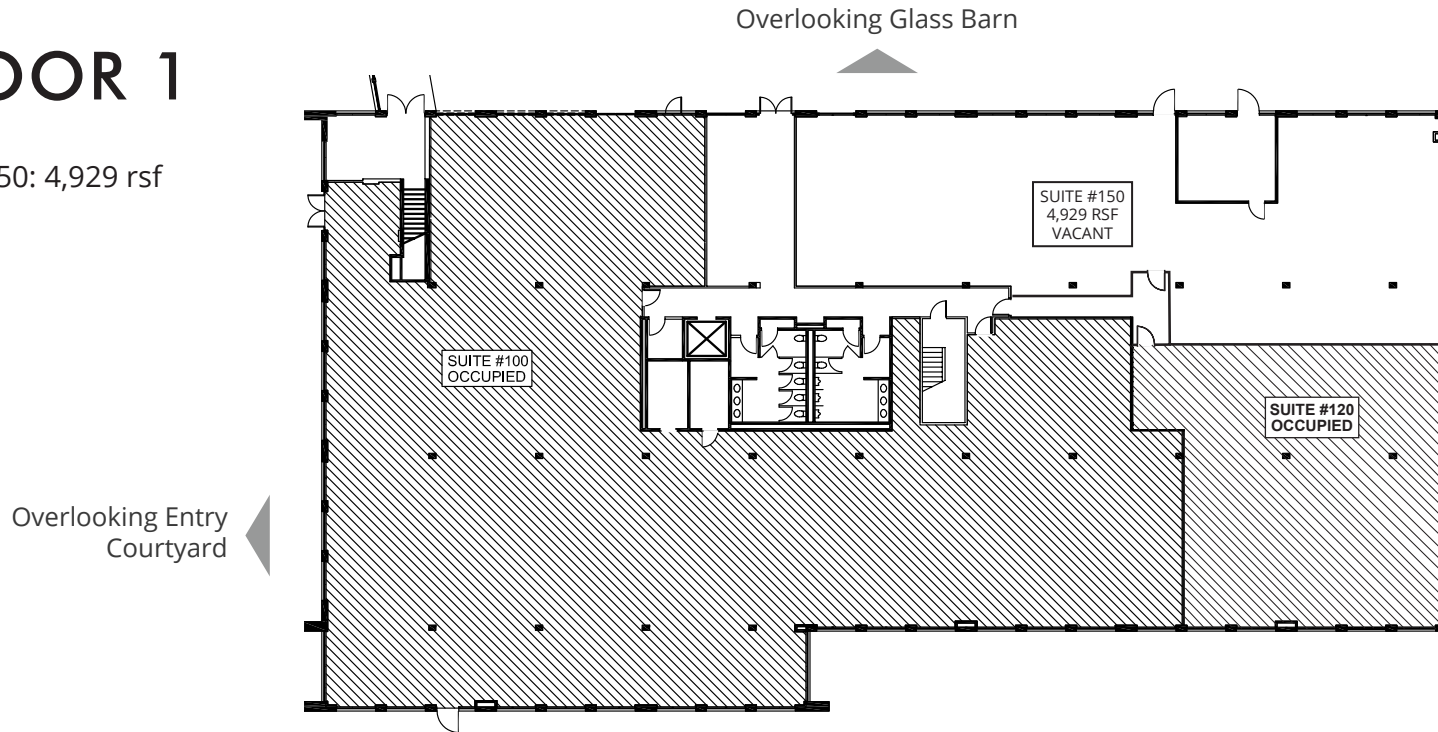 Overlooking Glass Barn
OOR 1
50: 4,929 rsf
SUITE #150
4,929 RSF
VACANT
SUITE #100
OCCUPIED
SUITE #120
OCCUPIED
Overlooking Entry
Courtyard